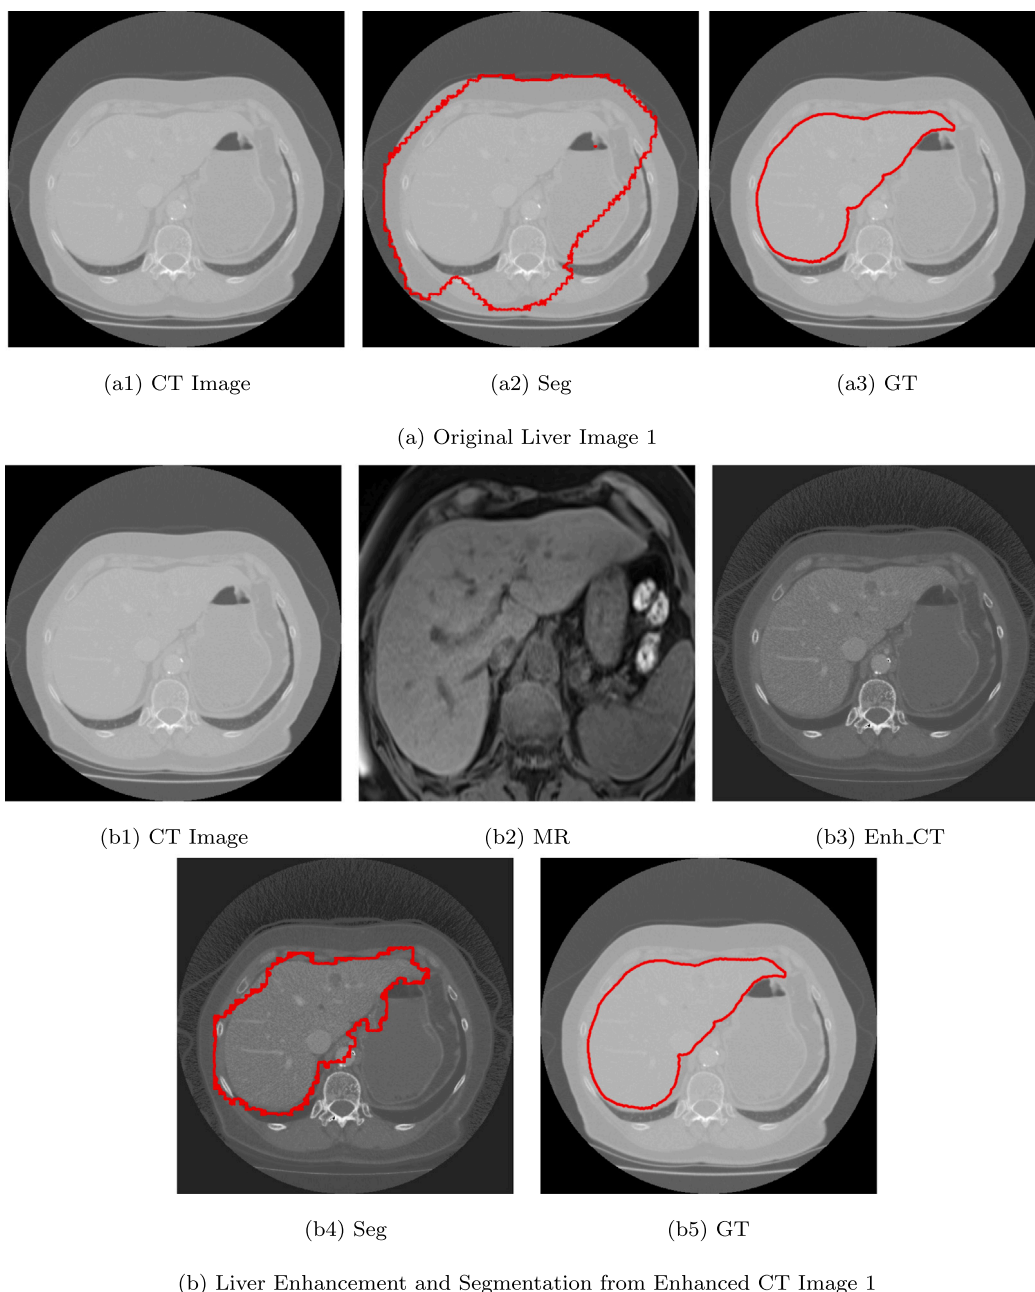 (a1) CT Image
(a2) Seg
(a3) GT
(a) Original Liver Image 1
(b1) CT Image
(b2) MR
(b3) Enh_CT
(b4) Seg
(b5) GT
(b) Liver Enhancement and Segmentation from Enhanced CT Image 1